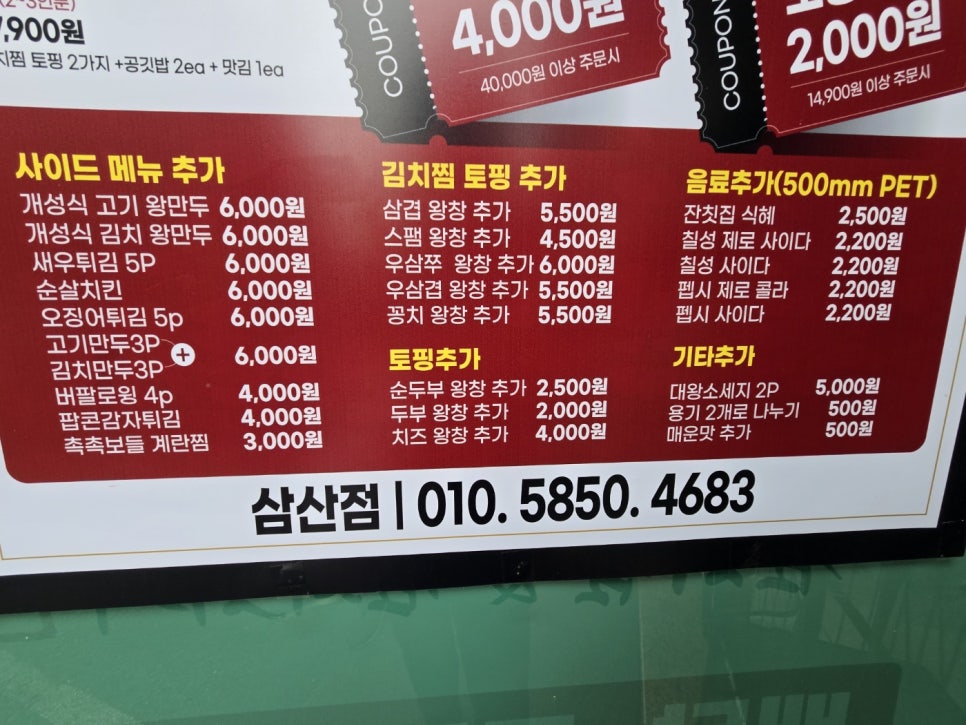 7,900원
토핑 2가지 +공깃밥 2ea + 맛김 1ea
COUPO
4,000원
40,000원 이상 주문시
COUPON
2,000원
14,900원 이상 주문시
사이드 메뉴 추가
개성식 고기 왕만두 6,000원
개성식 김치 왕만두 6,000원
새우튀김 5P 6,000원
순살치킨 6,000원
오징어튀김 5p 6,000원
고기만두3P
+ 6,000원
김치만두3P
버팔로윙 4p 4,000원
팝콘감자튀김 4,000원
촉촉보들 계란찜 3,000원
김치찜 토핑 추가
삼겹 왕창 추가 5,500원
스팸 왕창 추가 4,500원
우삼쭈 왕창 추가 6,000원
우삼겹 왕창 추가 5,500원
꽁치 왕창 추가 5,500원
토핑추가
순두부 왕창 추가 2,500원
두부 왕창 추가 2,000원
치즈 왕창 추가 4,000원
음료추가(500mm PET)
잔칫집 식혜 2,500원
칠성 제로 사이다 2,200원
칠성 사이다 2,200원
펩시 제로 콜라 2,200원
펩시 사이다 2,200원
기타추가
대왕소세지 2P 5,000원
용기 2개로 나누기 500원
매운맛 추가 500원
삼산점 | 010. 5850. 4683